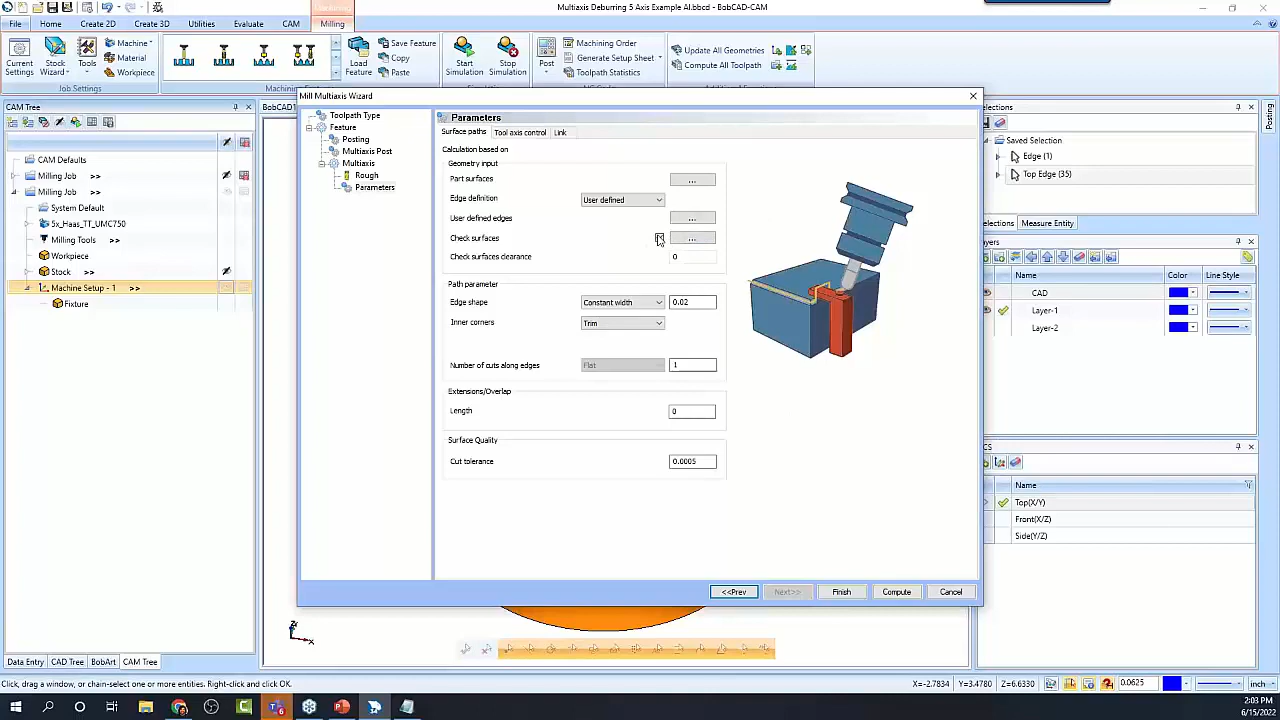 Multiaxis Deburring 5 Axis Example AI.bbcd - BobCAD-CAM
Machining
File Home Create 2D Create 3D Utilities Evaluate CAM Milling
Current Settings
Stock Wizard
Tools
Machine
Material
Workpiece
Job Settings
Load Feature
Save Feature
Copy
Paste
Start Simulation
Stop Simulation
Post
Machining Order
Generate Setup Sheet
Toolpath Statistics
Update All Geometries
Compute All Toolpath
CAM Tree
CAM Defaults
Milling Job >>
Milling Job >>
System Default
5x_Haas_TT_UMC750
Milling Tools >>
Workpiece
Stock >>
Machine Setup - 1 >>
Fixture
Data Entry CAD Tree BobArt CAM Tree
BobCAD1
Mill Multiaxis Wizard
Toolpath Type
Feature
Posting
Multiaxis Post
Multiaxis
Rough
Parameters
Parameters
Surface paths Tool axis control Link
Calculation based on
Geometry input
Part surfaces ...
Edge definition User defined
User defined edges ...
Check surfaces ...
Check surfaces clearance 0
Path parameter
Edge shape Constant width 0.02
Inner corners Trim
Number of cuts along edges Flat 1
Extensions/Overlap
Length 0
Surface Quality
Cut tolerance 0.0005
<<Prev Next>> Finish Compute Cancel
elections
Saved Selection
Edge (1)
Top Edge (35)
elections Measure Entity
Posting
ayers
Name Color Line Style
CAD
Layer-1
Layer-2
CS
Name
Top(X/Y)
Front(X/Z)
Side(Y/Z)
Click, drag a window, or chain-select one or more entities. Right-click and click OK.
X=-2.7834 Y=3.4780 Z=6.6330 0.0625 inch
2:03 PM
6/15/2022